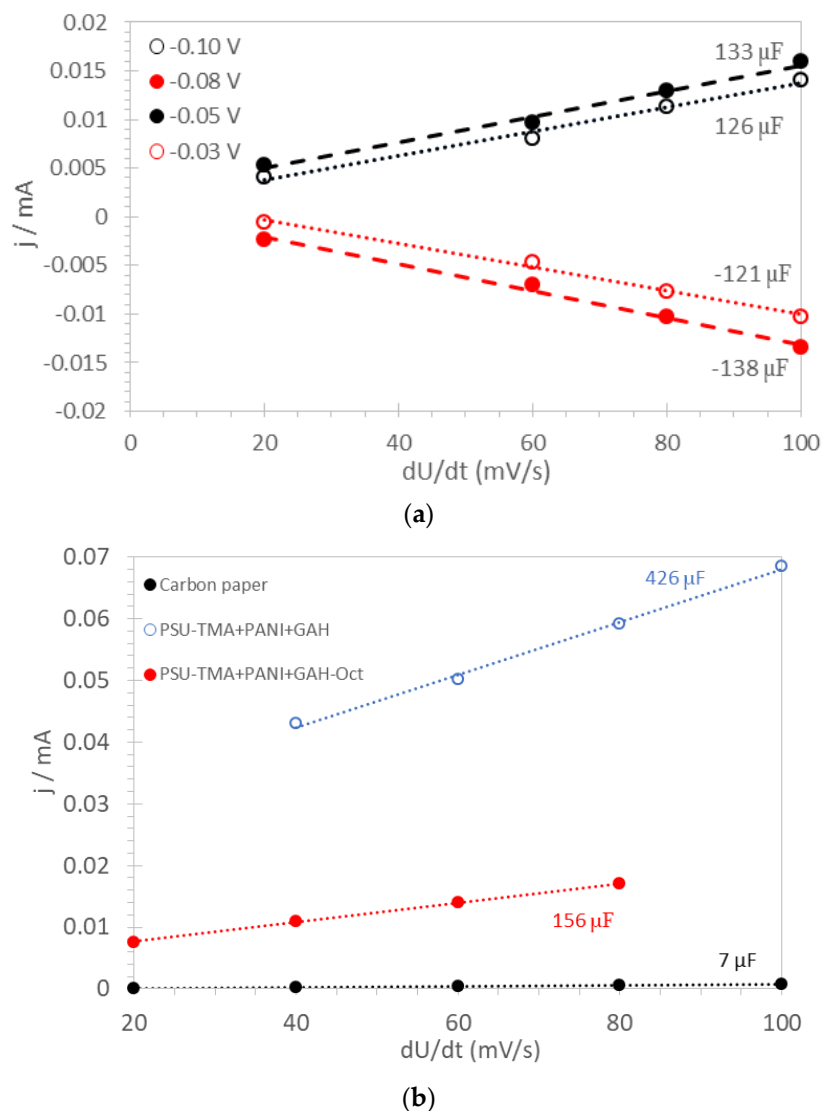 0.02
0.015
0.01
0.005
0
-0.005
-0.01
-0.015
-0.02
j / mA
-0.10 V
-0.08 V
-0.05 V
-0.03 V
133 µF
126 µF
-121 µF
-138 µF
0 20 40 60 80 100
dU/dt (mV/s)
(a)
0.07
0.06
0.05
0.04
0.03
0.02
0.01
0
j / mA
Carbon paper
PSU-TMA+PANI+GAH
PSU-TMA+PANI+GAH-Oct
426 µF
156 µF
7 µF
20 40 60 80 100
dU/dt (mV/s)
(b)